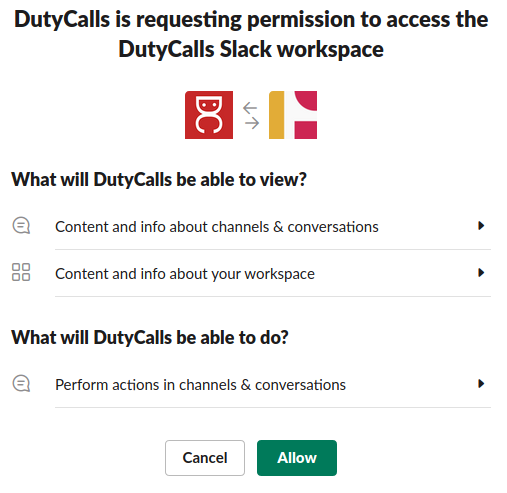 DutyCalls is requesting permission to access the
DutyCalls Slack workspace
What will DutyCalls be able to view?
Content and info about channels & conversations
Content and info about your workspace
What will DutyCalls be able to do?
Perform actions in channels & conversations
Cancel
Allow